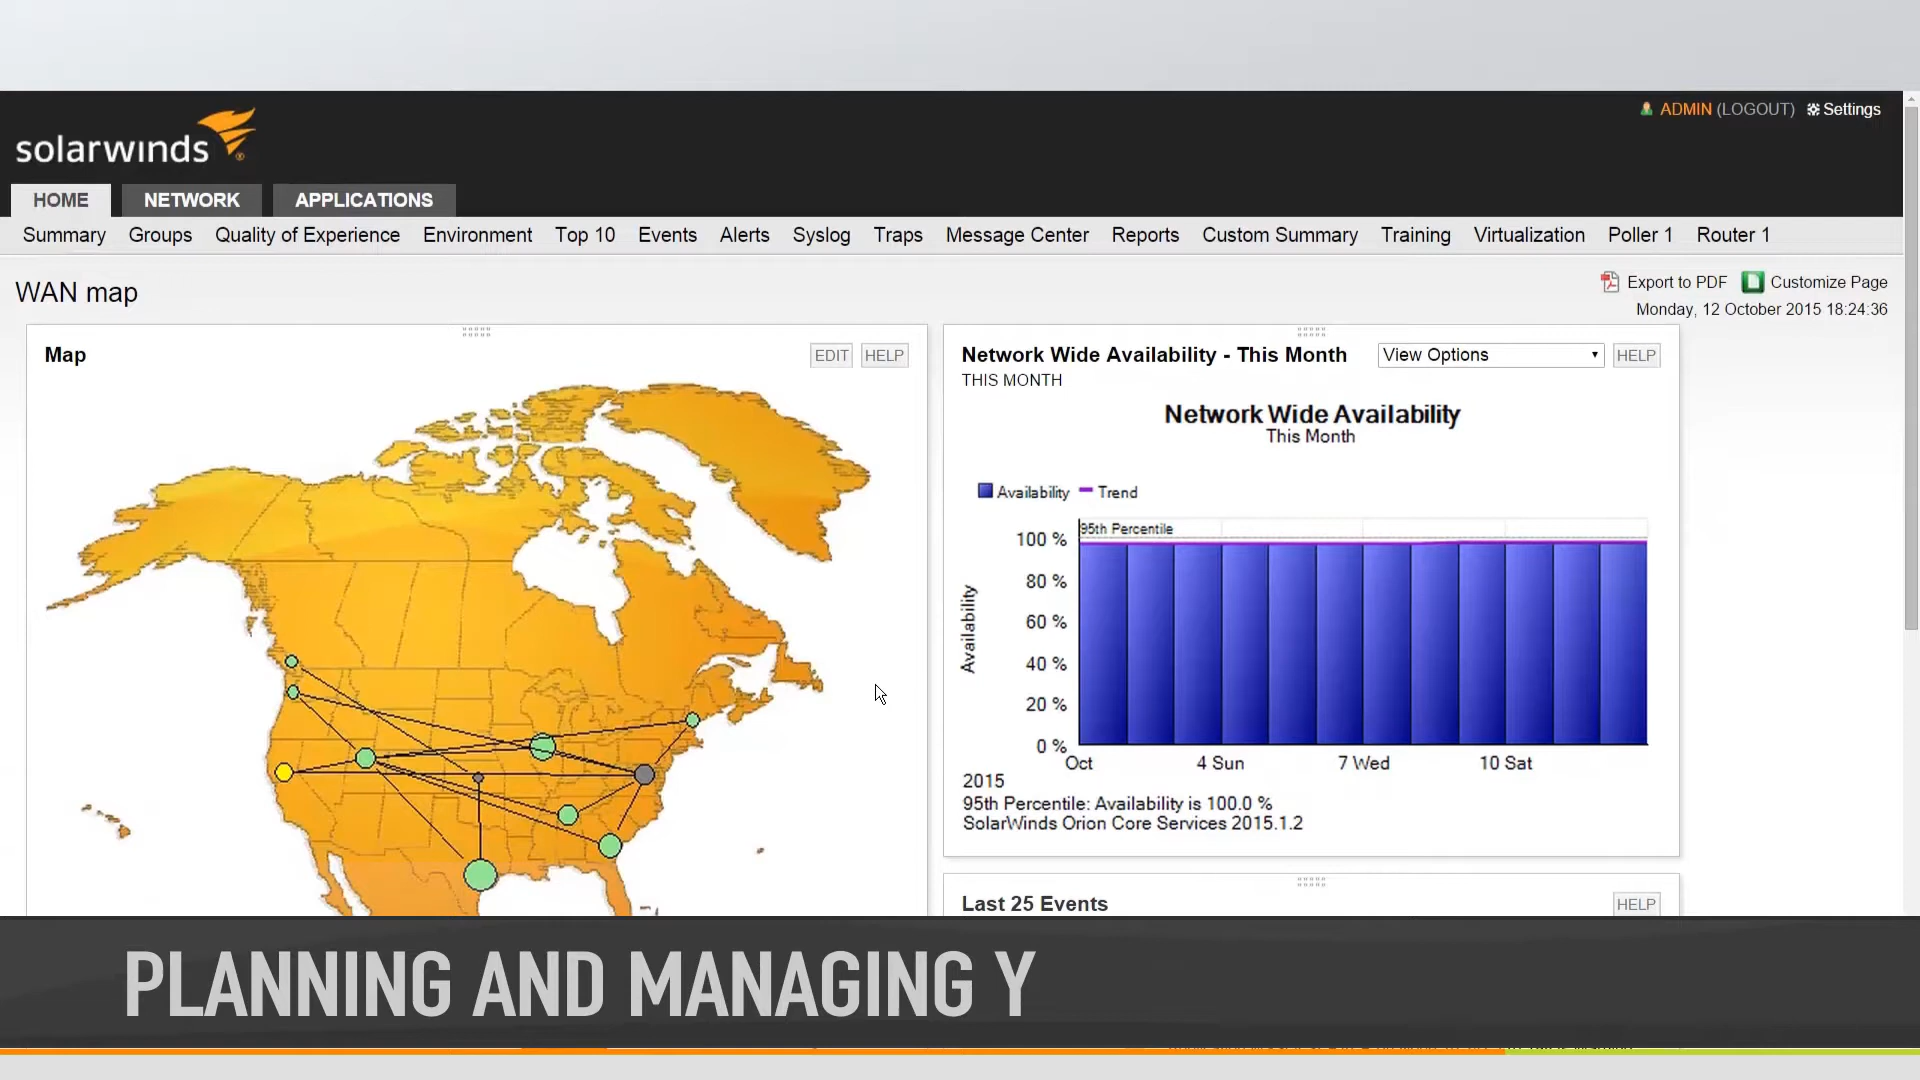 solarwinds
ADMIN (LOGOUT) Settings
HOME NETWORK APPLICATIONS
Summary Groups Quality of Experience Environment Top 10 Events Alerts Syslog Traps Message Center Reports Custom Summary Training Virtualization Poller 1 Router 1
WAN map
Export to PDF Customize Page
Monday, 12 October 2015 18:24:36
Map
EDIT HELP
Network Wide Availability - This Month
View Options
HELP
THIS MONTH
Network Wide Availability
This Month
Availability Trend
95th Percentile
100 %
80 %
60 %
40 %
20 %
0 %
Availability
Oct 4 Sun 7 Wed 10 Sat
2015
95th Percentile: Availability is 100.0 %
SolarWinds Orion Core Services 2015.1.2
Last 25 Events
HELP
PLANNING AND MANAGING Y